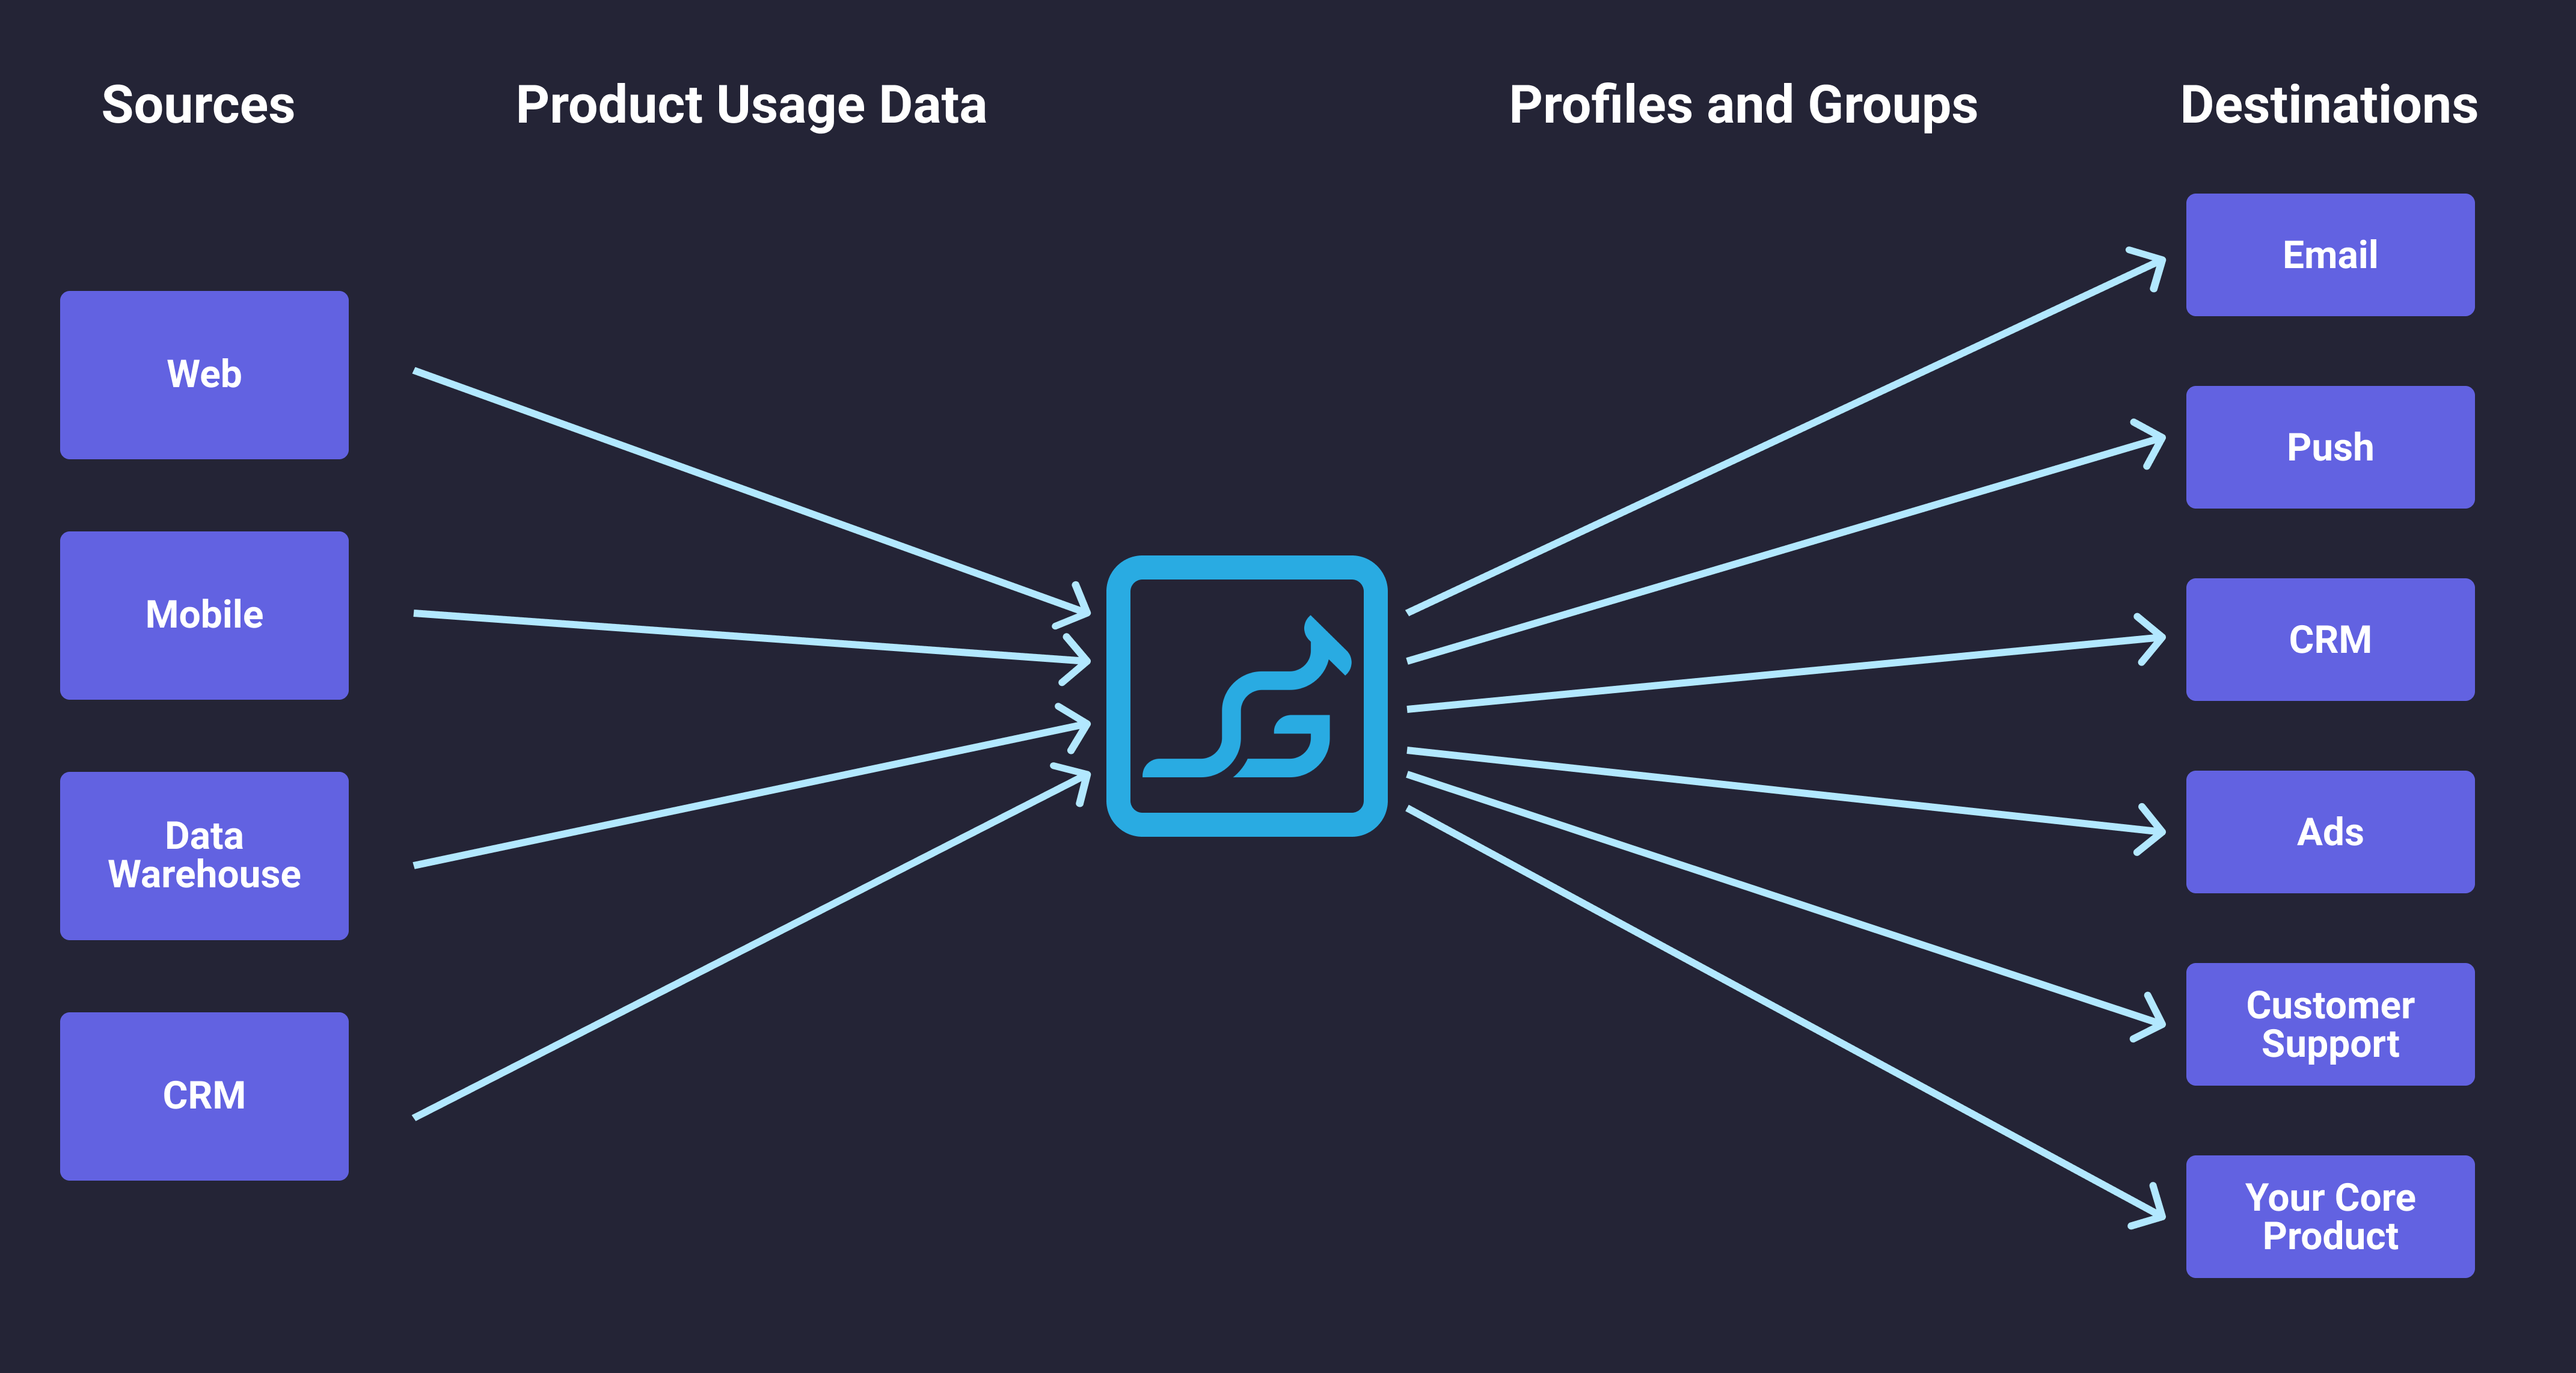 Sources
Product Usage Data
Profiles and Groups
Destinations
Web
Mobile
Data
Warehouse
CRM
Email
Push
CRM
Ads
Customer
Support
Your Core
Product